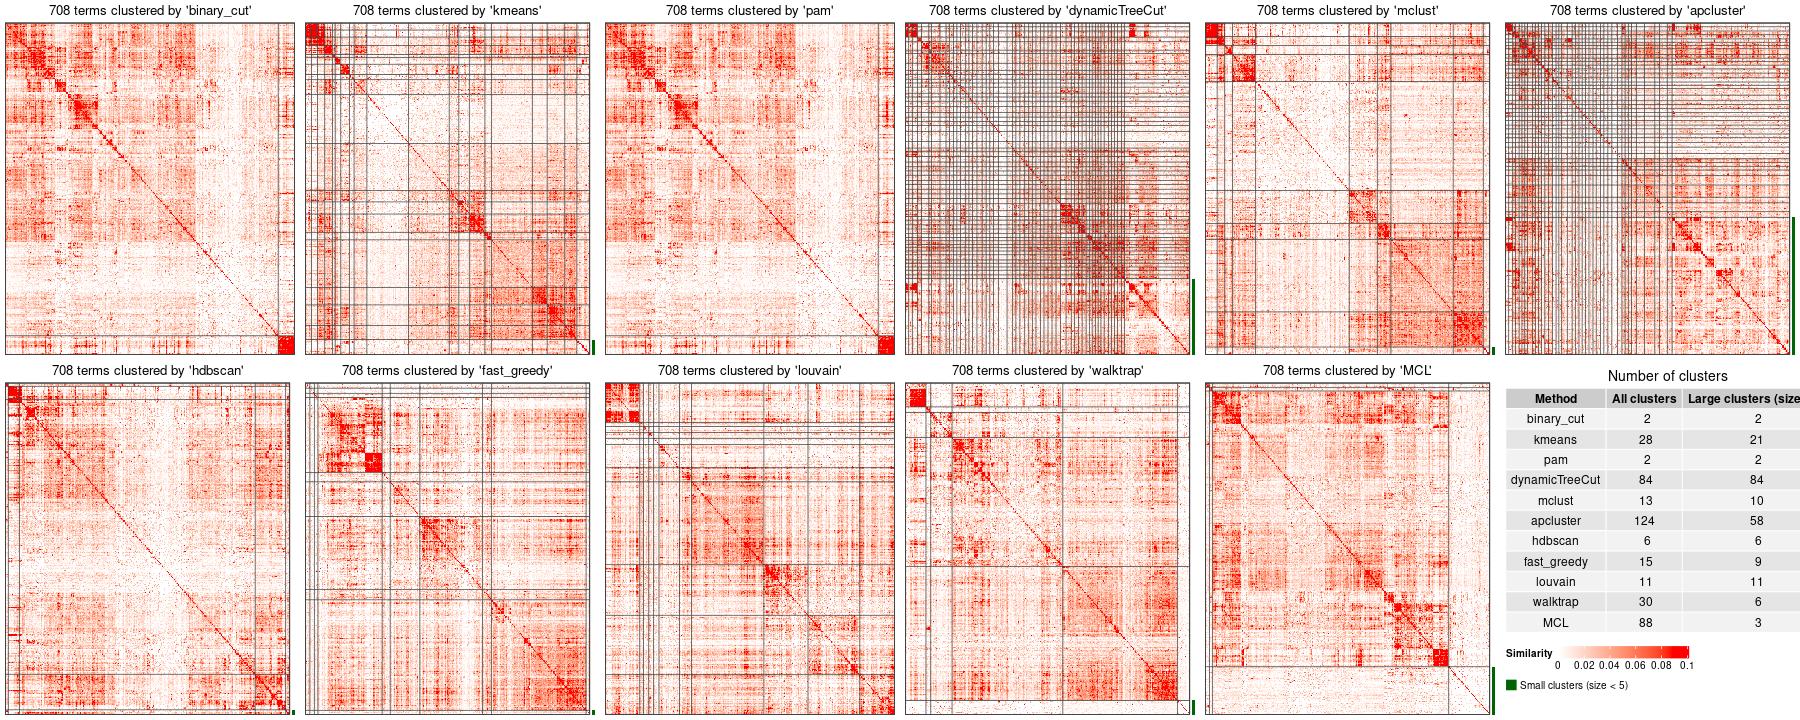 708 terms clustered by 'binary_cut'
708 terms clustered by 'kmeans'
708 terms clustered by 'pam'
708 terms clustered by 'dynamicTreeCut'
708 terms clustered by 'mclust'
708 terms clustered by 'apcluster'
708 terms clustered by 'hdbscan'
708 terms clustered by 'fast_greedy'
708 terms clustered by 'louvain'
708 terms clustered by 'walktrap'
708 terms clustered by 'MCL'
Number of clusters
Method All clusters Large clusters (size
binary_cut 2 2
kmeans 28 21
pam 2 2
dynamicTreeCut 84 84
mclust 13 10
apcluster 124 58
hdbscan 6 6
fast_greedy 15 9
louvain 11 11
walktrap 30 6
MCL 88 3
Similarity
0 0.02 0.04 0.06 0.08 0.1
Small clusters (size < 5)